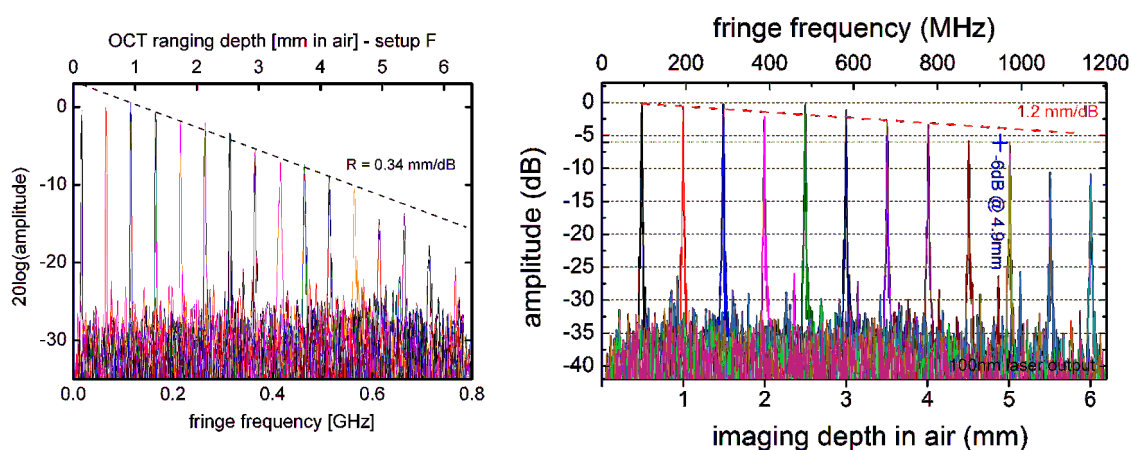 OCT ranging depth [mm in air] - setup F
0 1 2 3 4 5 6
0
-10
-20
-30
20log(amplitude)
R = 0.34 mm/dB
0.0 0.2 0.4 0.6 0.8
fringe frequency [GHz]
fringe frequency (MHz)
0 200 400 600 800 1000 1200
0
-5
-10
-15
-20
-25
-30
-35
-40
amplitude (dB)
1.2 mm/dB
-6dB @ 4.9mm
100nm laser output
1 2 3 4 5 6
imaging depth in air (mm)